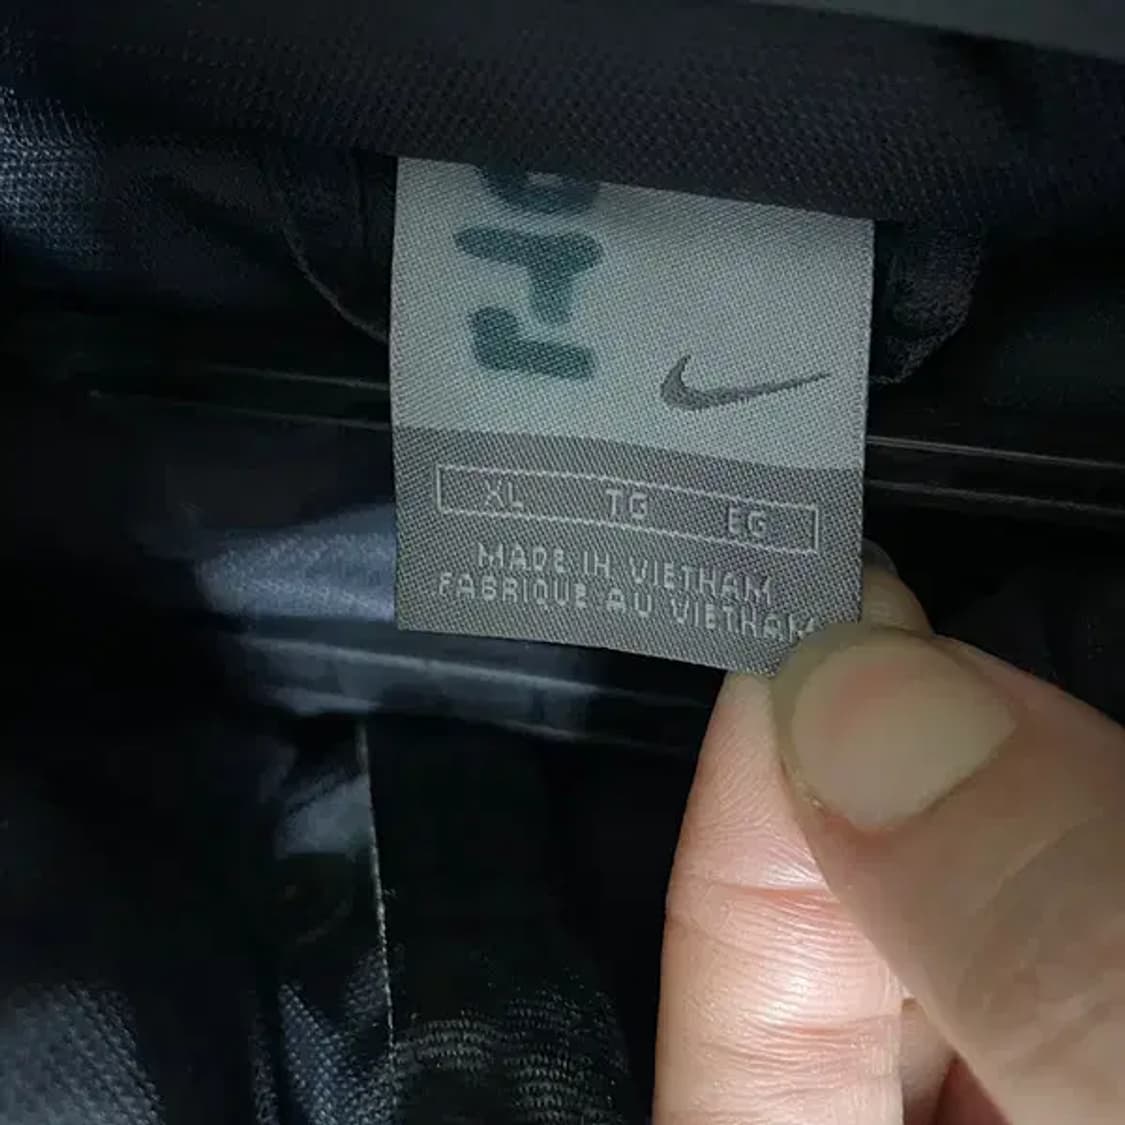 XL TG EG
MADE IN VIETNAM
FABRIQUE AU VIETNAM